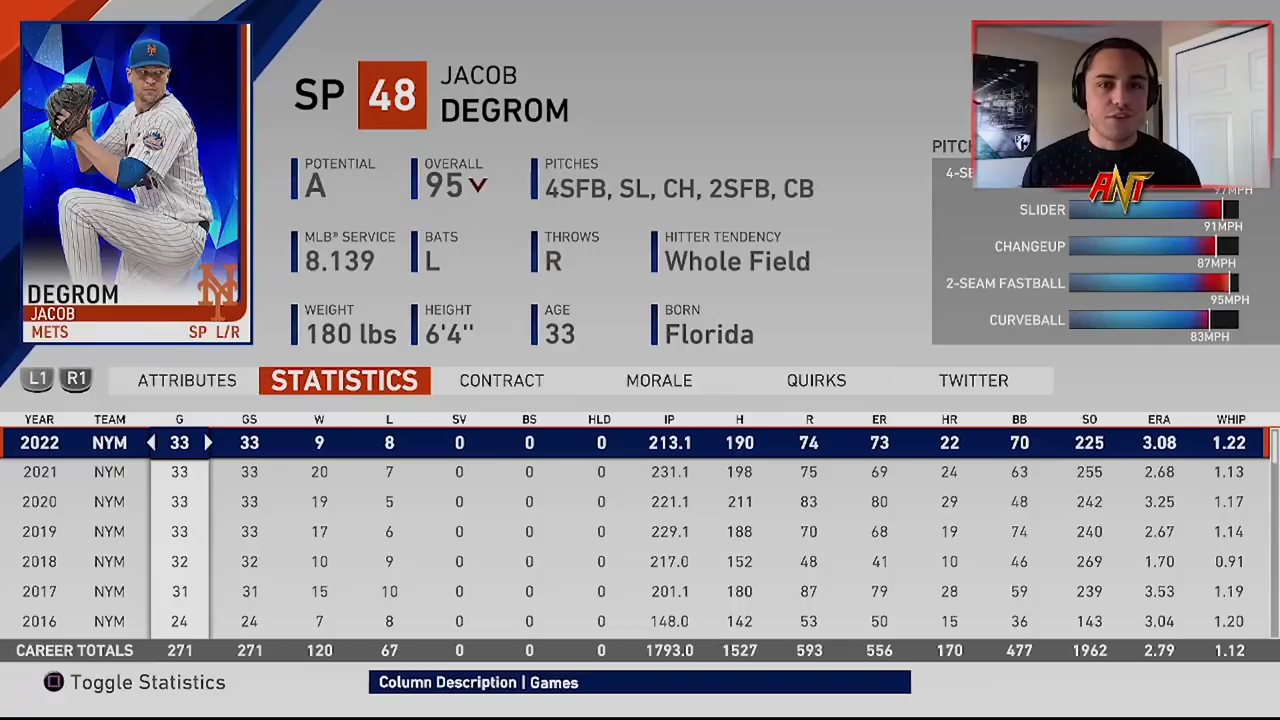 SP 48 JACOB DEGROM
POTENTIAL A
OVERALL 95
PITCHES 4SFB, SL, CH, 2SFB, CB
MLB® SERVICE 8.139
BATS L
THROWS R
HITTER TENDENCY Whole Field
WEIGHT 180 lbs
HEIGHT 6'4"
AGE 33
BORN Florida
DEGROM
JACOB
METS SP L/R
ANT
97MPH
SLIDER 91MPH
CHANGEUP 87MPH
2-SEAM FASTBALL 95MPH
CURVEBALL 83MPH
L1 R1 ATTRIBUTES STATISTICS CONTRACT MORALE QUIRKS TWITTER
YEAR TEAM G GS W L SV BS HLD IP H R ER HR BB SO ERA WHIP
2022 NYM 33 33 9 8 0 0 0 213.1 190 74 73 22 70 225 3.08 1.22
2021 NYM 33 33 20 7 0 0 0 231.1 198 75 69 24 63 255 2.68 1.13
2020 NYM 33 33 19 5 0 0 0 221.1 211 83 80 29 48 242 3.25 1.17
2019 NYM 33 33 17 6 0 0 0 229.1 188 70 68 19 74 240 2.67 1.14
2018 NYM 32 32 10 9 0 0 0 217.0 152 48 41 10 46 269 1.70 0.91
2017 NYM 31 31 15 10 0 0 0 201.1 180 87 79 28 59 239 3.53 1.19
2016 NYM 24 24 7 8 0 0 0 148.0 142 53 50 15 36 143 3.04 1.20
CAREER TOTALS 271 271 120 67 0 0 0 1793.0 1527 593 556 170 477 1962 2.79 1.12
Toggle Statistics
Column Description | Games